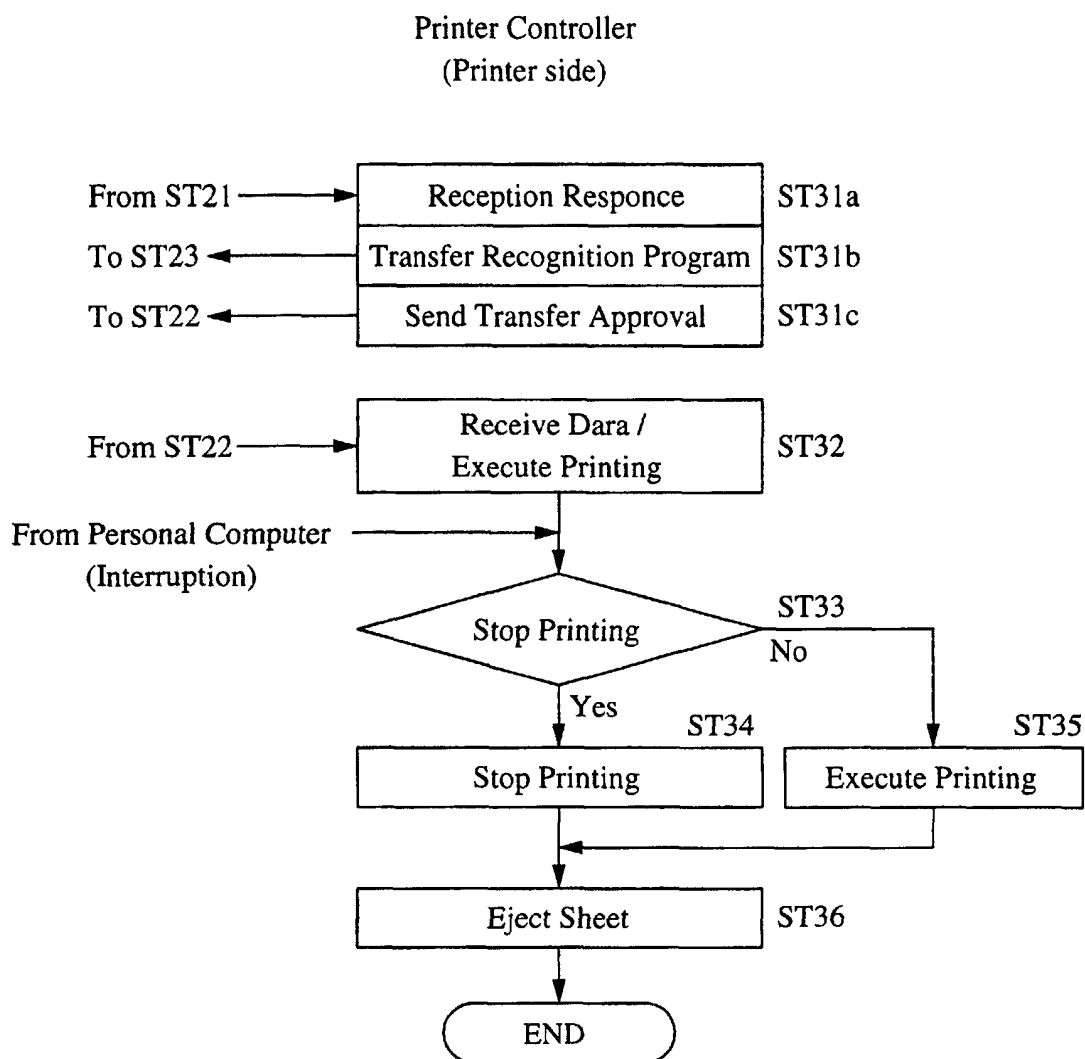 Printer Controller
(Printer side)
From ST21
Reception Responce
ST31a
To ST23
Transfer Recognition Program
ST31b
To ST22
Send Transfer Approval
ST31c
From ST22
Receive Dara /
Execute Printing
ST32
From Personal Computer
(Interruption)
Stop Printing
ST33
No
Yes
ST34
Stop Printing
ST35
Execute Printing
Eject Sheet
ST36
END